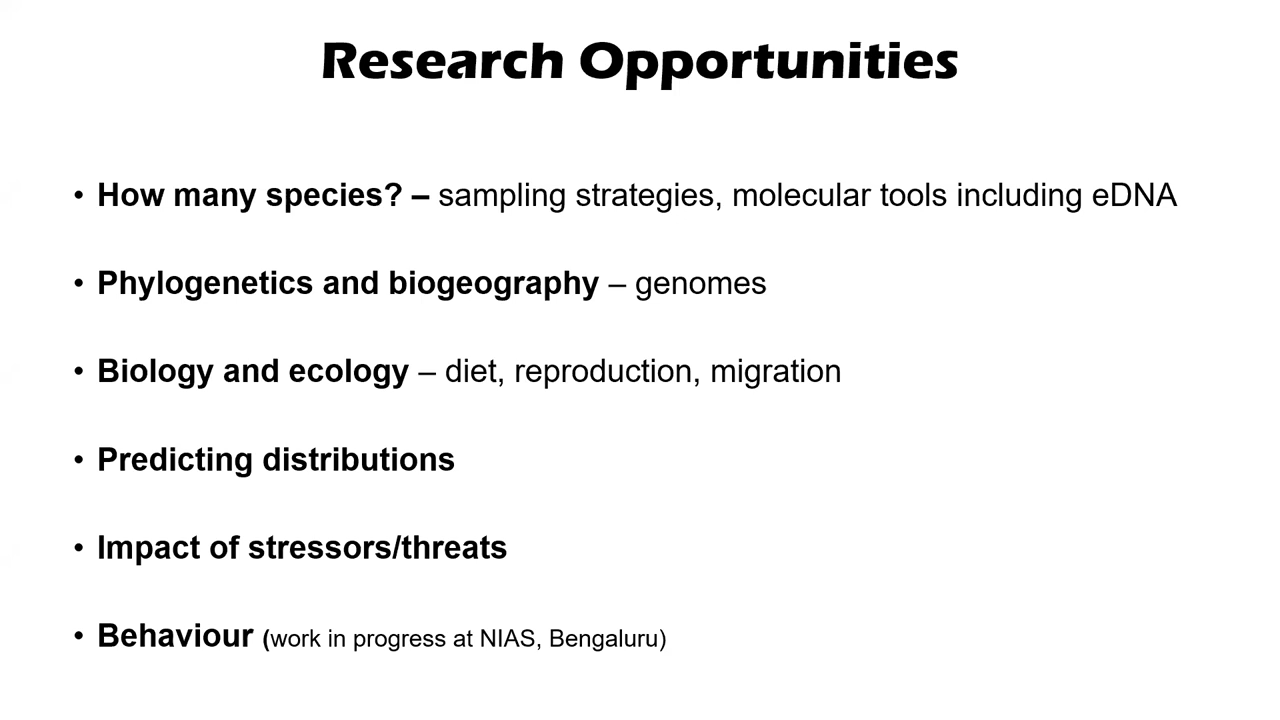 Research Opportunities
• How many species? – sampling strategies, molecular tools including eDNA
• Phylogenetics and biogeography – genomes
• Biology and ecology – diet, reproduction, migration
• Predicting distributions
• Impact of stressors/threats
• Behaviour (work in progress at NIAS, Bengaluru)